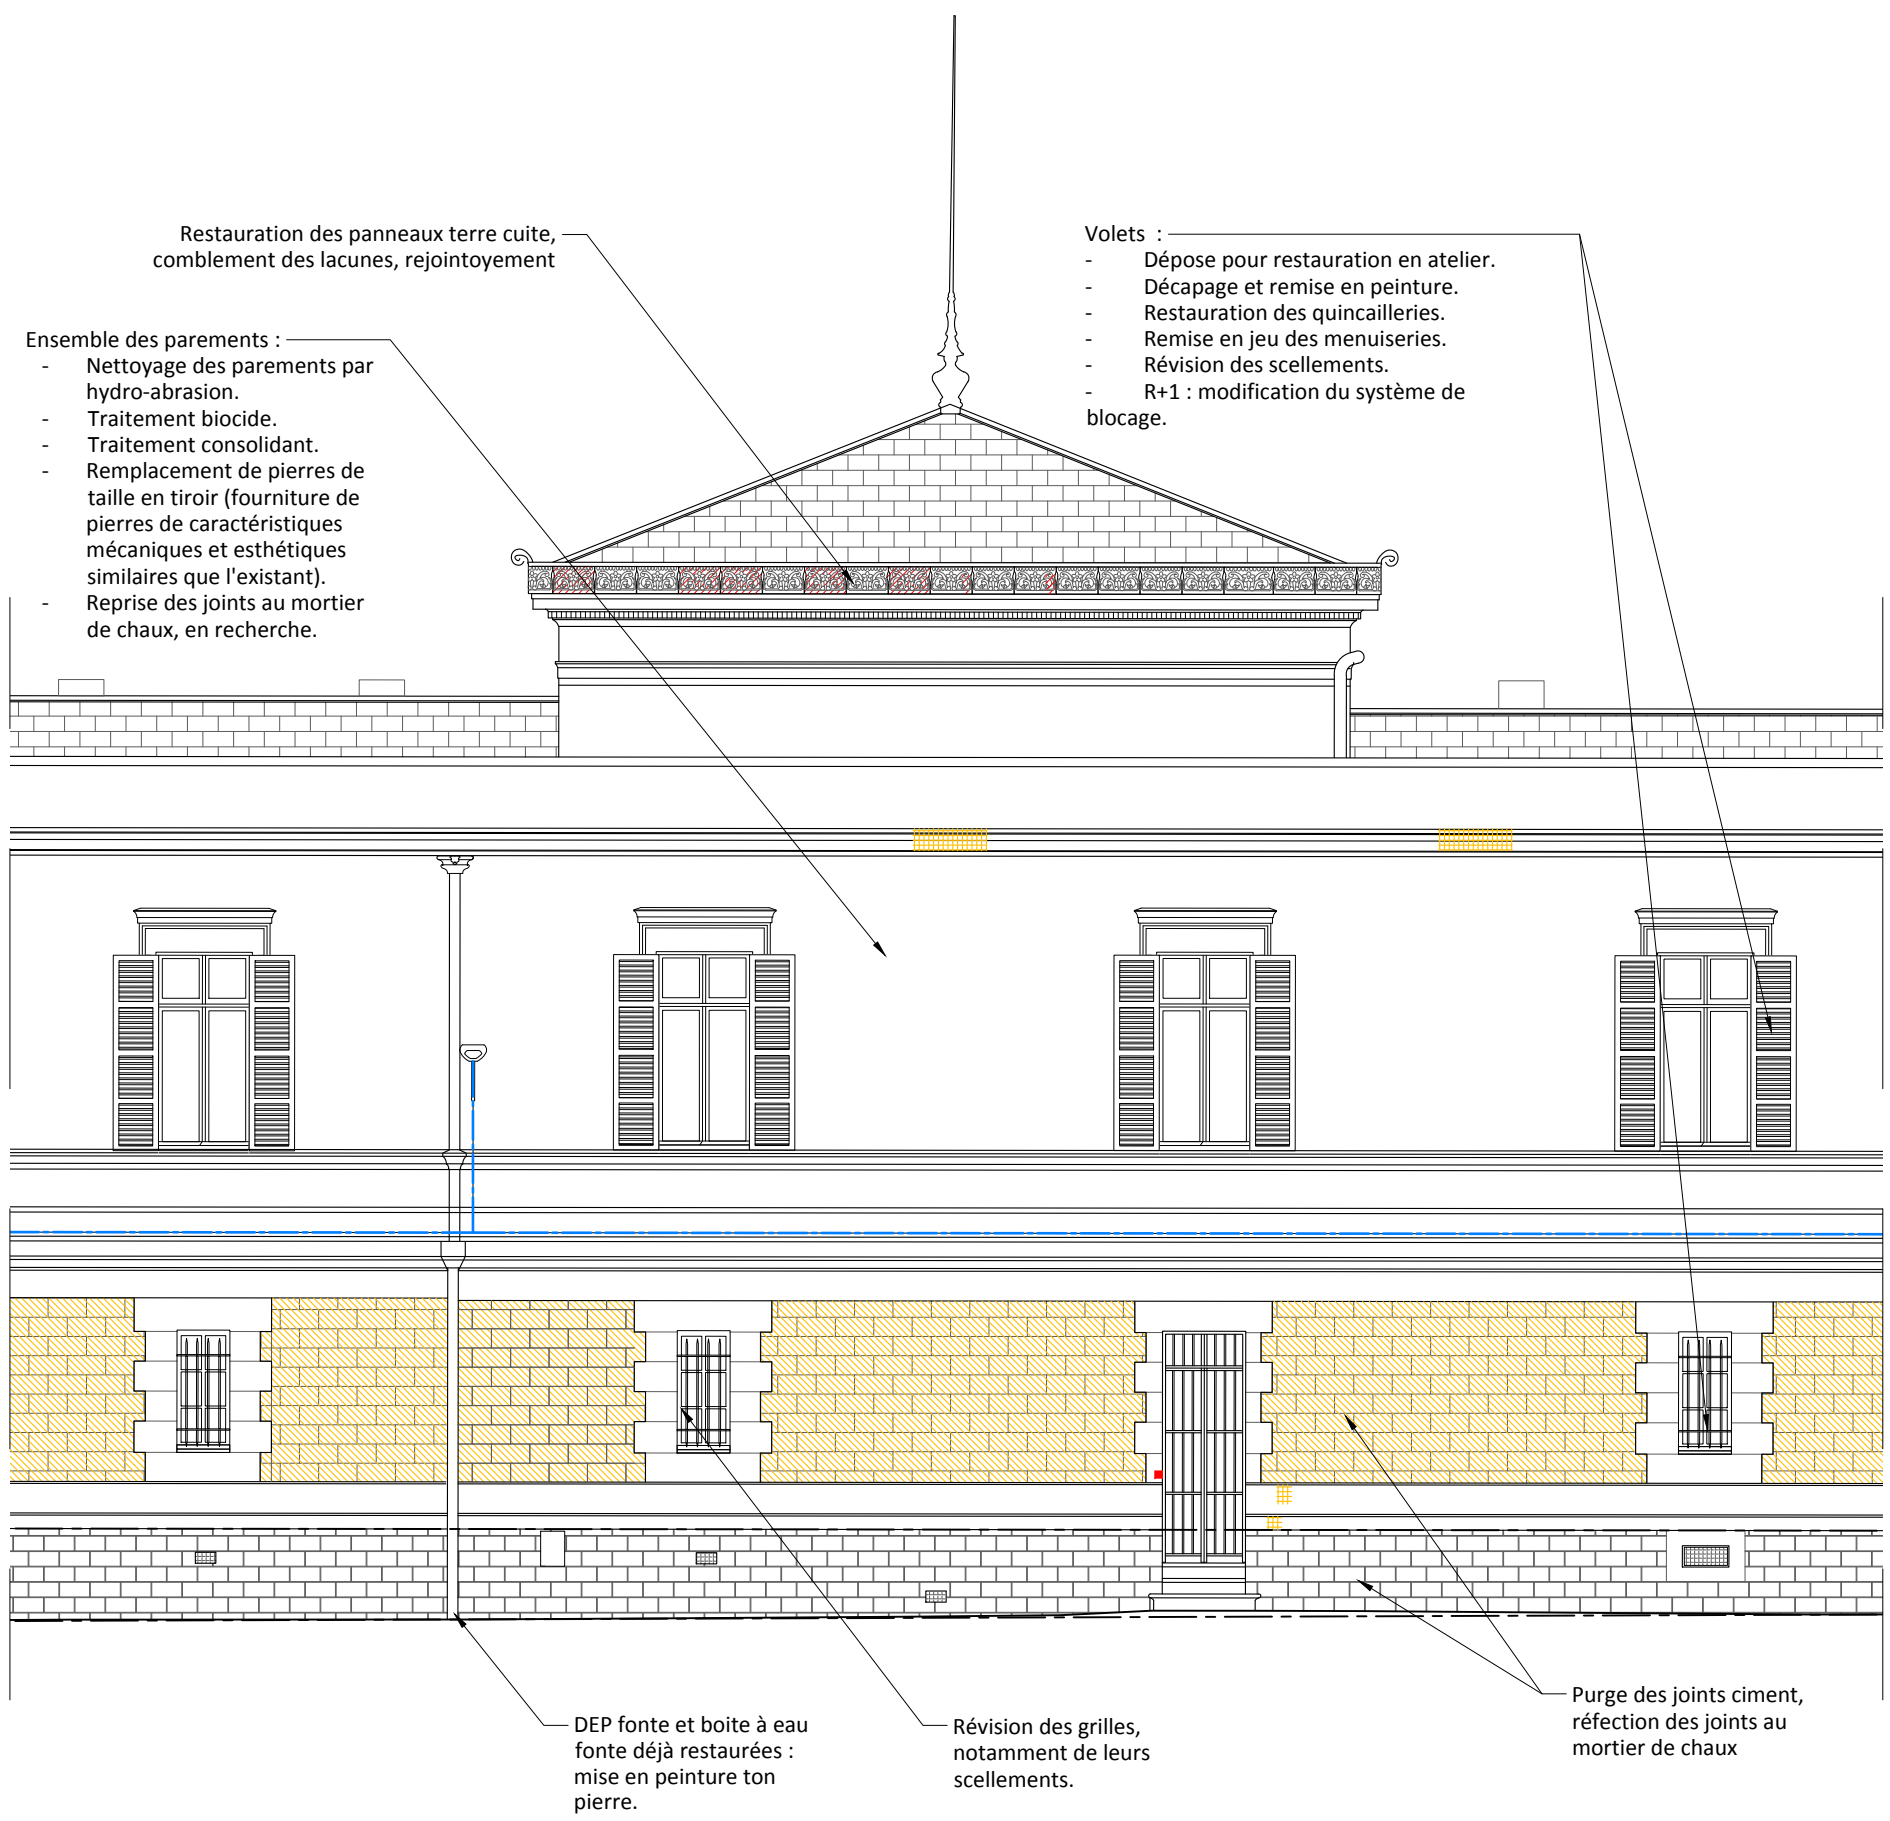 Restauration des panneaux terre cuite,
comblement des lacunes, rejointoyement
Ensemble des parements :
- Nettoyage des parements par
hydro-abrasion.
- Traitement biocide.
- Traitement consolidant.
- Remplacement de pierres de
taille en tiroir (fourniture de
pierres de caractéristiques
mécaniques et esthétiques
similaires que l'existant).
- Reprise des joints au mortier
de chaux, en recherche.
Volets :
- Dépose pour restauration en atelier.
- Décapage et remise en peinture.
- Restauration des quincailleries.
- Remise en jeu des menuiseries.
- Révision des scellements.
- R+1 : modification du système de
blocage.
DEP fonte et boite à eau
fonte déjà restaurées :
mise en peinture ton
pierre.
Révision des grilles,
notamment de leurs
scellements.
Purge des joints ciment,
réfection des joints au
mortier de chaux